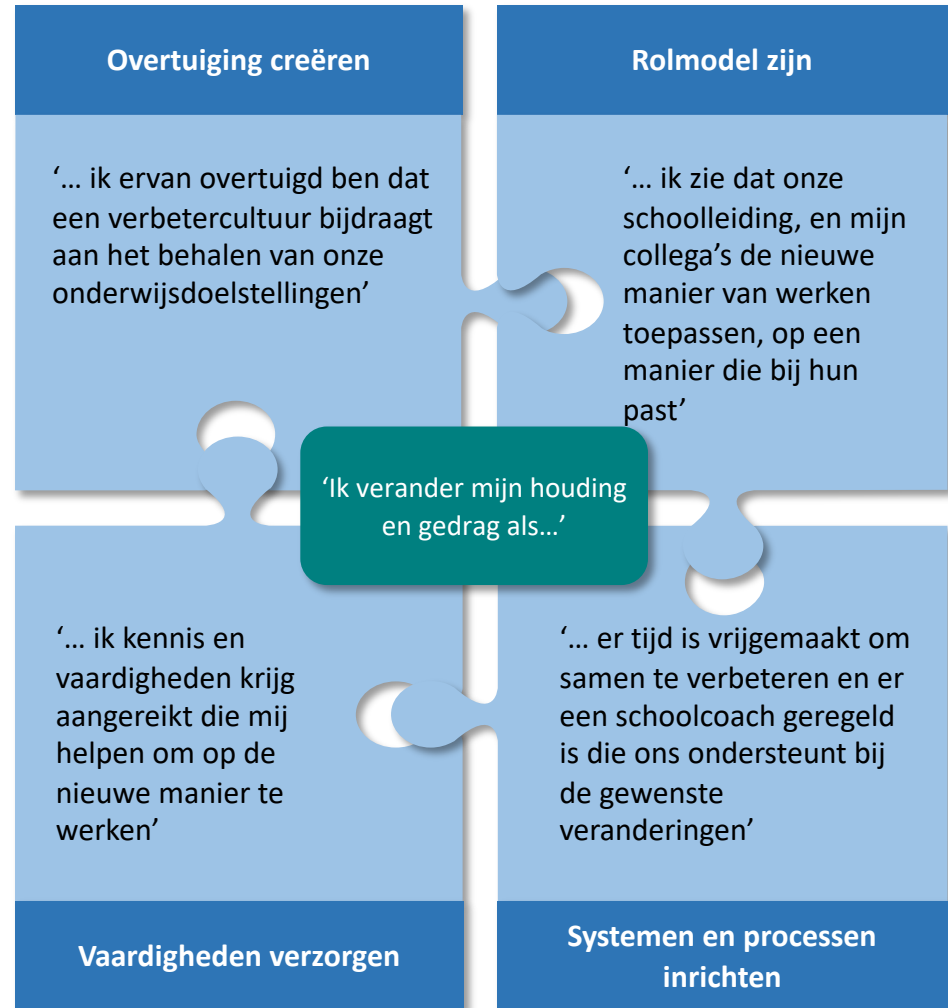 Overtuiging creëren
Rolmodel zijn
‘… ik ervan overtuigd ben dat
een verbetercultuur bijdraagt
aan het behalen van onze
onderwijsdoelstellingen’
‘… ik zie dat onze
schoolleiding, en mijn
collega’s de nieuwe
manier van werken
toepassen, op een
manier die bij hun
past’
‘Ik verander mijn houding
en gedrag als…’
‘… ik kennis en
vaardigheden krijg
aangereikt die mij
helpen om op de
nieuwe manier te
werken’
‘… er tijd is vrijgemaakt om
samen te verbeteren en er
een schoolcoach geregeld
is die ons ondersteunt bij
de gewenste
veranderingen’
Vaardigheden verzorgen
Systemen en processen
inrichten